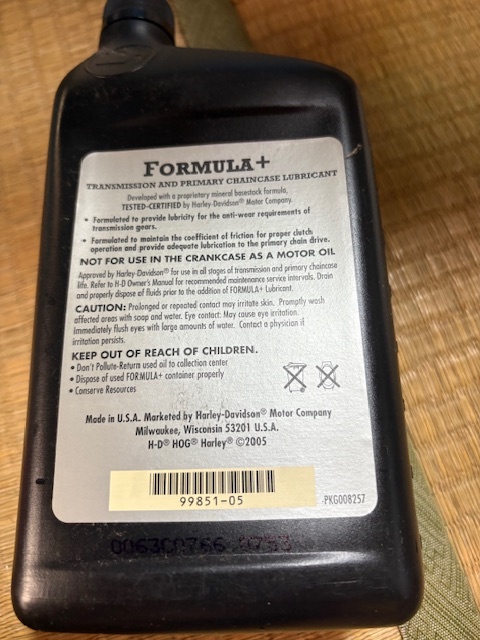 FORMULA+
TRANSMISSION AND PRIMARY CHAINCASE LUBRICANT
Developed with a proprietary mineral basestock formula,
TESTED-CERTIFIED by Harley-Davidson® Motor Company.
• Formulated to provide lubricity for the anti-wear requirements of
transmission gears.
• Formulated to maintain the coefficient of friction for proper clutch
operation and provide adequate lubrication to the primary chain drive.
NOT FOR USE IN THE CRANKCASE AS A MOTOR OIL
Approved by Harley-Davidson® for use in all stages of transmission and primary chaincase
life. Refer to H-D Owner's Manual for recommended maintenance service intervals. Drain
and properly dispose of fluids prior to the addition of FORMULA+ Lubricant.
CAUTION: Prolonged or repeated contact may irritate skin. Promptly wash
affected areas with soap and water. Eye contact: May cause eye irritation.
Immediately flush eyes with large amounts of water. Contact a physician if
irritation persists.
KEEP OUT OF REACH OF CHILDREN.
• Don't Pollute-Return used oil to collection center
• Dispose of used FORMULA+ container properly
• Conserve Resources
Made in U.S.A. Marketed by Harley-Davidson® Motor Company
Milwaukee, Wisconsin 53201 U.S.A.
H-D® HOG® Harley® ©2005
99851-05
PKG008257